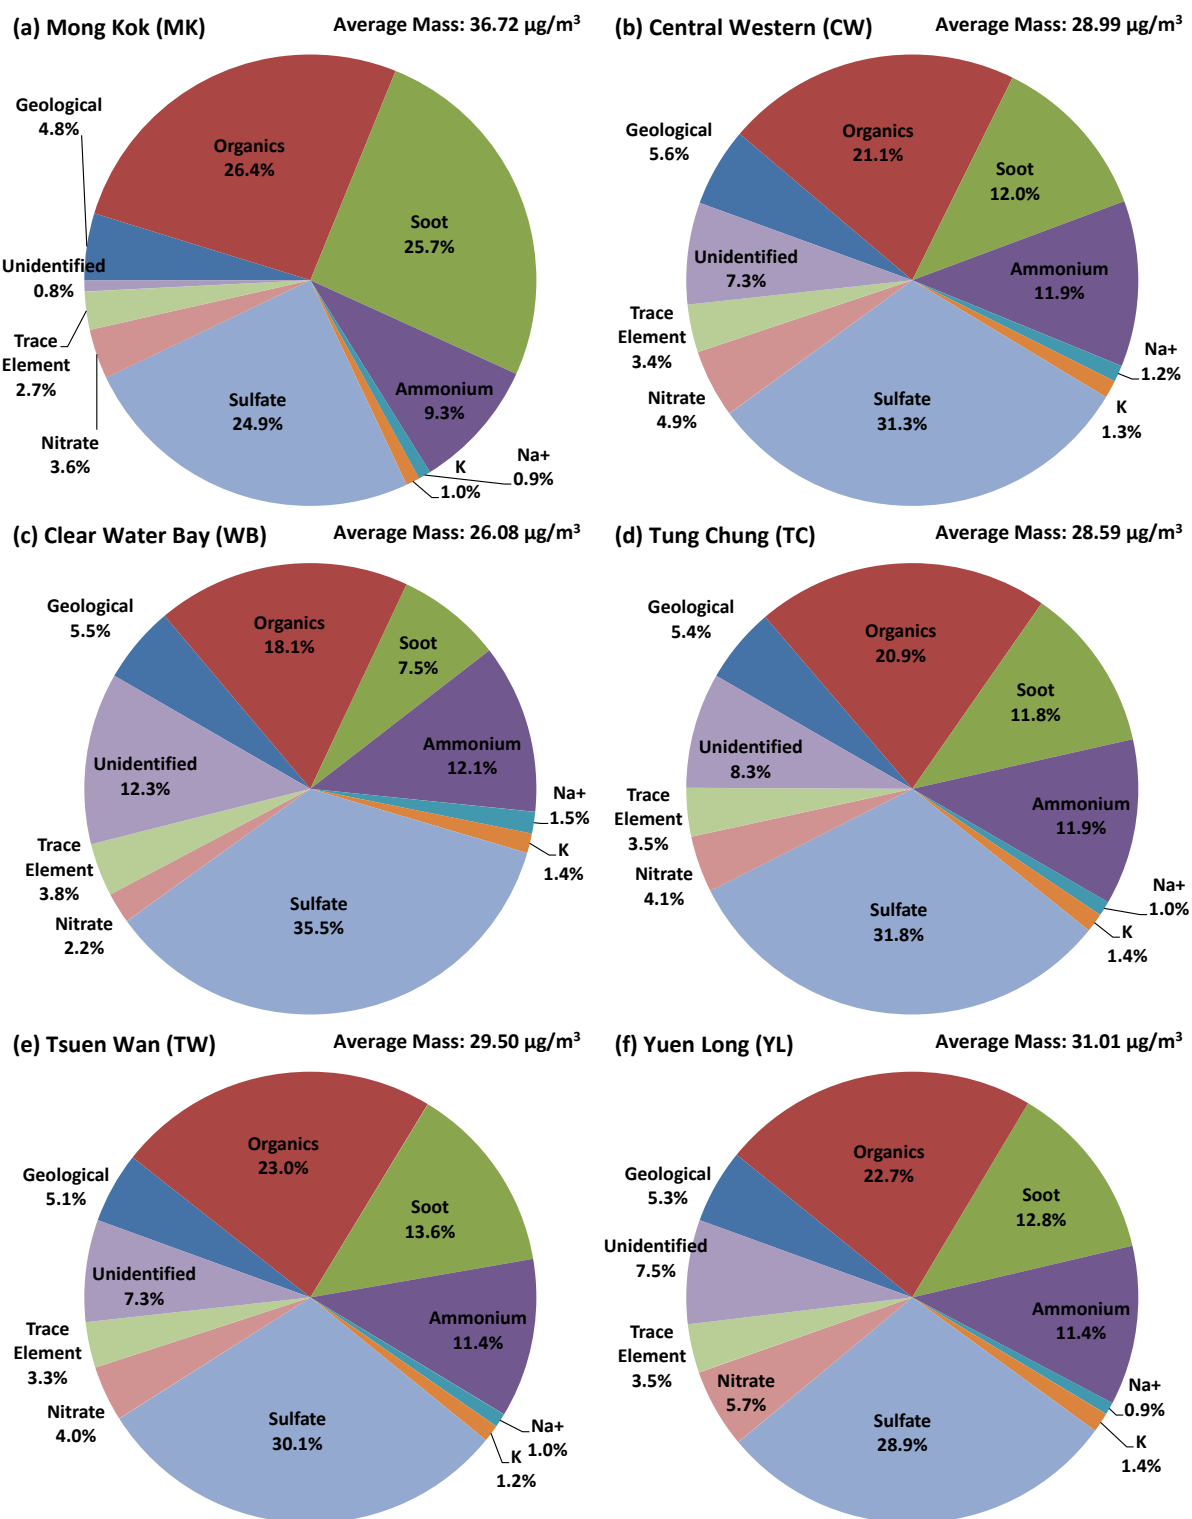 (a) Mong Kok (MK)
Average Mass: 36.72 µg/m³
Geological
4.8%
Organics
26.4%
Soot
25.7%
Unidentified
0.8%
Trace
Element
2.7%
Nitrate
3.6%
Sulfate
24.9%
Ammonium
9.3%
K
1.0%
Na+
0.9%
(b) Central Western (CW)
Average Mass: 28.99 µg/m³
Geological
5.6%
Organics
21.1%
Soot
12.0%
Unidentified
7.3%
Ammonium
11.9%
Trace
Element
3.4%
Nitrate
4.9%
Sulfate
31.3%
Na+
1.2%
K
1.3%
(c) Clear Water Bay (WB)
Average Mass: 26.08 µg/m³
Geological
5.5%
Organics
18.1%
Soot
7.5%
Unidentified
12.3%
Ammonium
12.1%
Trace
Element
3.8%
Nitrate
2.2%
Sulfate
35.5%
Na+
1.5%
K
1.4%
(d) Tung Chung (TC)
Average Mass: 28.59 µg/m³
Geological
5.4%
Organics
20.9%
Soot
11.8%
Unidentified
8.3%
Ammonium
11.9%
Trace
Element
3.5%
Nitrate
4.1%
Sulfate
31.8%
Na+
1.0%
K
1.4%
(e) Tsuen Wan (TW)
Average Mass: 29.50 µg/m³
Geological
5.1%
Organics
23.0%
Soot
13.6%
Unidentified
7.3%
Ammonium
11.4%
Trace
Element
3.3%
Nitrate
4.0%
Sulfate
30.1%
Na+
1.0%
K
1.2%
(f) Yuen Long (YL)
Average Mass: 31.01 µg/m³
Geological
5.3%
Organics
22.7%
Soot
12.8%
Unidentified
7.5%
Ammonium
11.4%
Trace
Element
3.5%
Nitrate
5.7%
Sulfate
28.9%
Na+
0.9%
K
1.4%